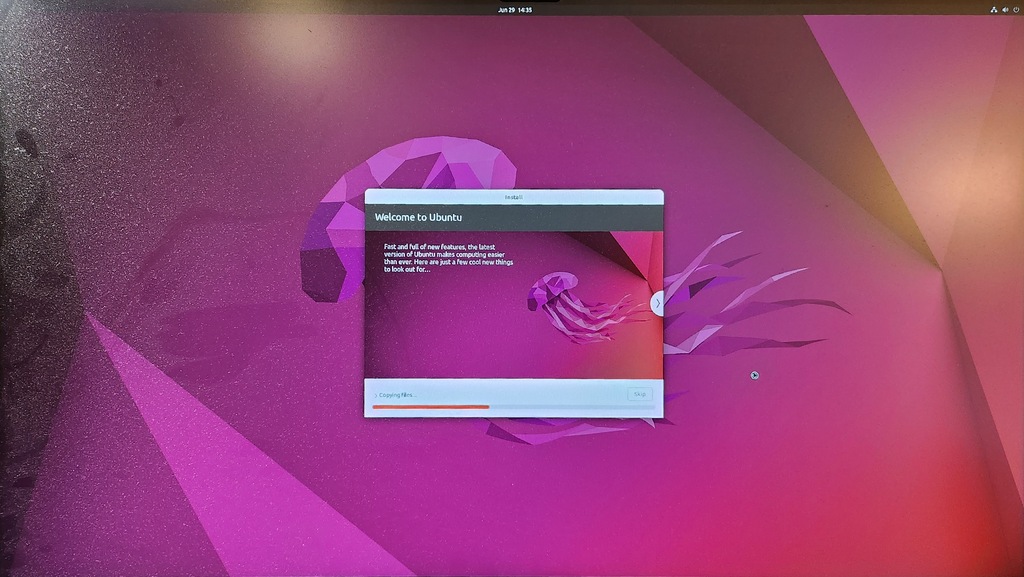 Jun 29 14:35
Install
Welcome to Ubuntu
Fast and full of new features, the latest
version of Ubuntu makes computing easier
than ever. Here are just a few cool new things
to look out for...
Copying files...
Skip